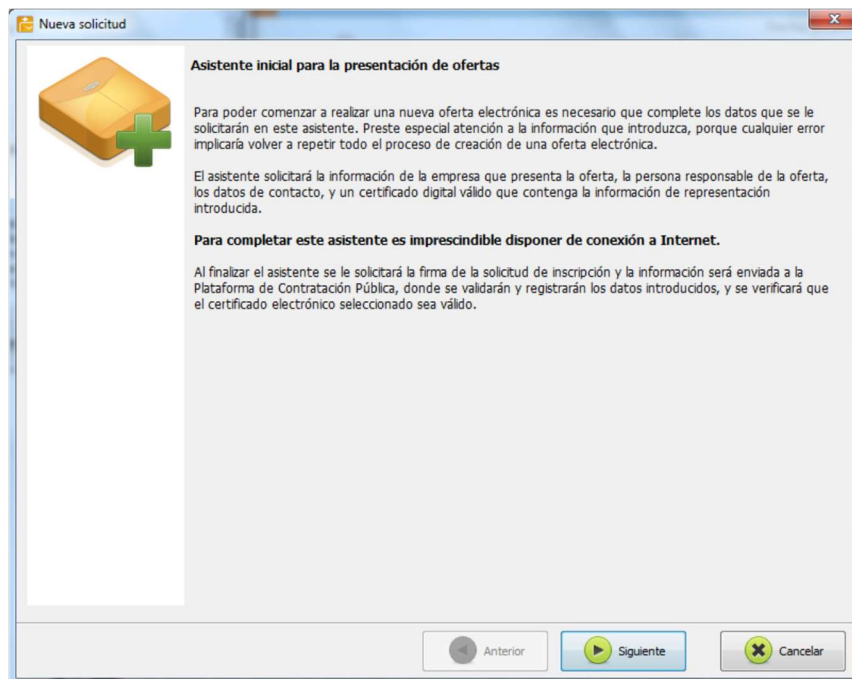 Nueva solicitud
Asistente inicial para la presentación de ofertas
Para poder comenzar a realizar una nueva oferta electrónica es necesario que complete los datos que se le
solicitarán en este asistente. Preste especial atención a la información que introduzca, porque cualquier error
implicaría volver a repetir todo el proceso de creación de una oferta electrónica.
El asistente solicitará la información de la empresa que presenta la oferta, la persona responsable de la oferta,
los datos de contacto, y un certificado digital válido que contenga la información de representación
introducida.
Para completar este asistente es imprescindible disponer de conexión a Internet.
Al finalizar el asistente se le solicitará la firma de la solicitud de inscripción y la información será enviada a la
Plataforma de Contratación Pública, donde se validarán y registrarán los datos introducidos, y se verificará que
el certificado electrónico seleccionado sea válido.
Anterior
Siguiente
Cancelar